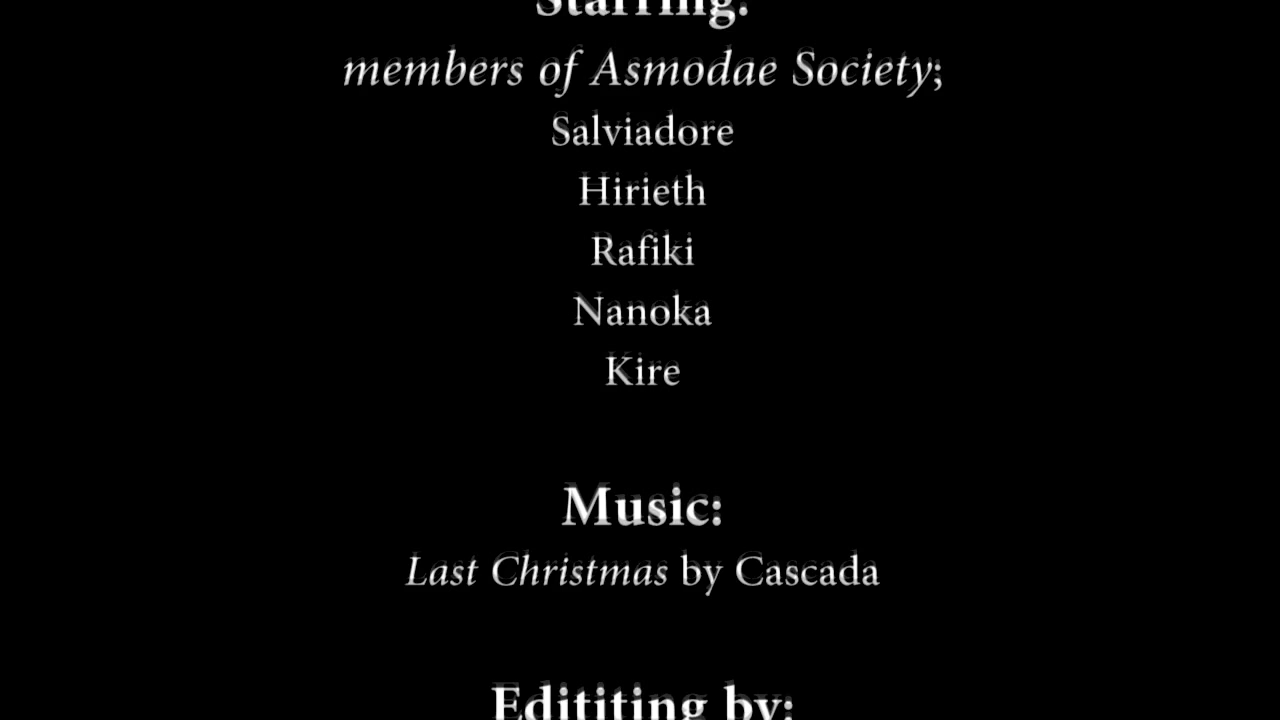 Starring:
members of Asmodae Society;
Salviadore
Hirieth
Rafiki
Nanoka
Kire
Music:
Last Christmas by Cascada
Edititing by: